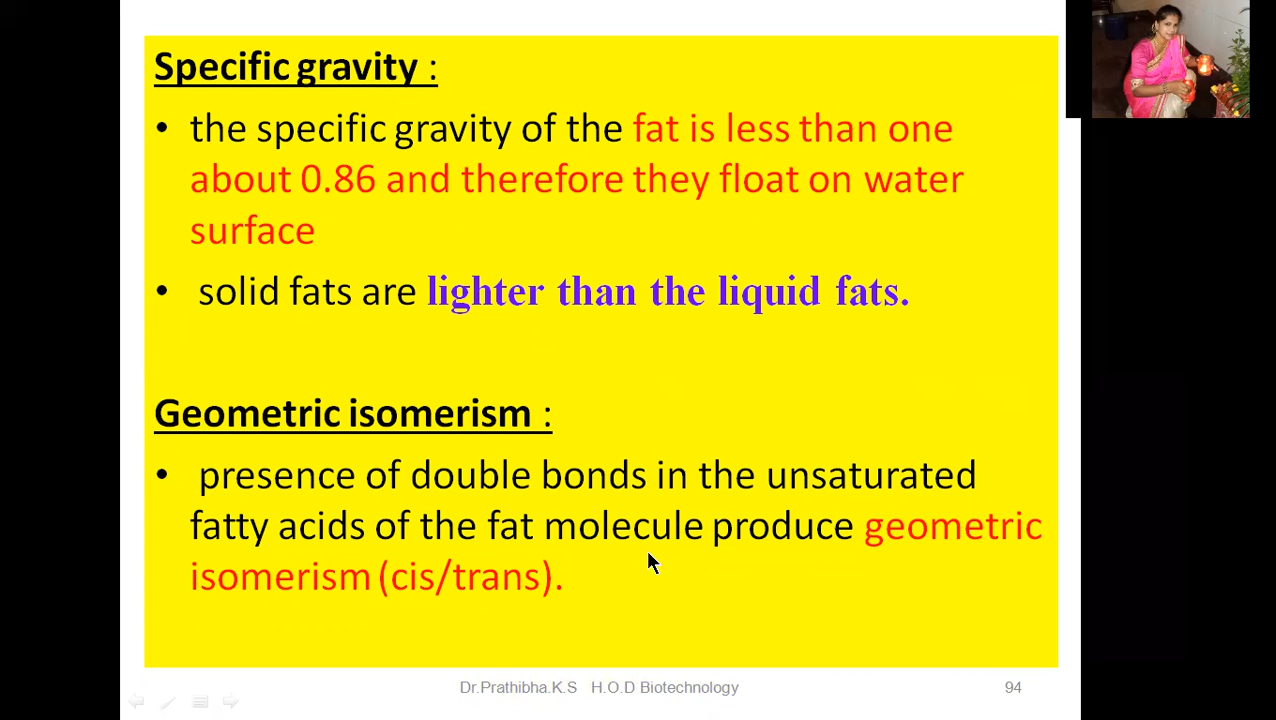 Specific gravity :
• the specific gravity of the fat is less than one
about 0.86 and therefore they float on water
surface
• solid fats are lighter than the liquid fats.
Geometric isomerism :
• presence of double bonds in the unsaturated
fatty acids of the fat molecule produce geometric
isomerism (cis/trans).
Dr.Prathibha.K.S H.O.D Biotechnology 94